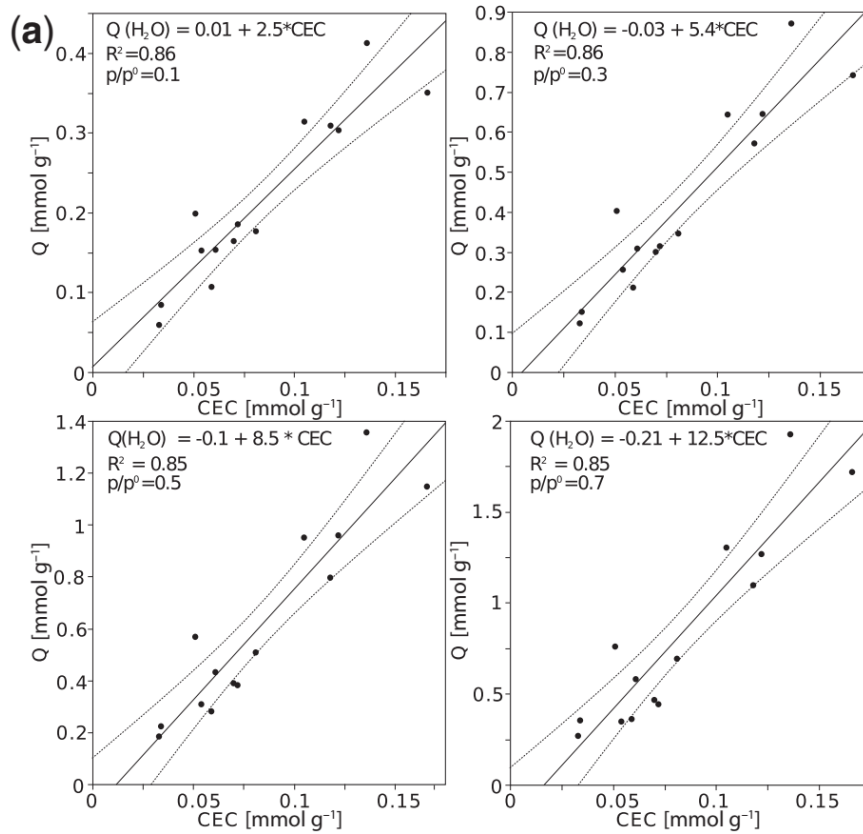 (a)
Q (H₂O) = 0.01 + 2.5*CEC
R² =0.86
p/p⁰ =0.1
0.4
0.3
0.2
0.1
0
Q [mmol g⁻¹]
0
0.05
0.1
0.15
CEC [mmol g⁻¹]
Q (H₂O) = -0.03 + 5.4*CEC
R² =0.86
p/p⁰ =0.3
0.9
0.8
0.7
0.6
0.5
0.4
0.3
0.2
0.1
0
Q [mmol g⁻¹]
0
0.05
0.1
0.15
CEC [mmol g⁻¹]
Q(H₂O) = -0.1 + 8.5 * CEC
R² = 0.85
p/p⁰ =0.5
1.4
1.2
1
0.8
0.6
0.4
0.2
0
Q [mmol g⁻¹]
0
0.05
0.1
0.15
CEC [mmol g⁻¹]
Q (H₂O) = -0.21 + 12.5*CEC
R² = 0.85
p/p⁰ =0.7
2
1.5
1
0.5
0
Q [mmol g⁻¹]
0
0.05
0.1
0.15
CEC [mmol g⁻¹]